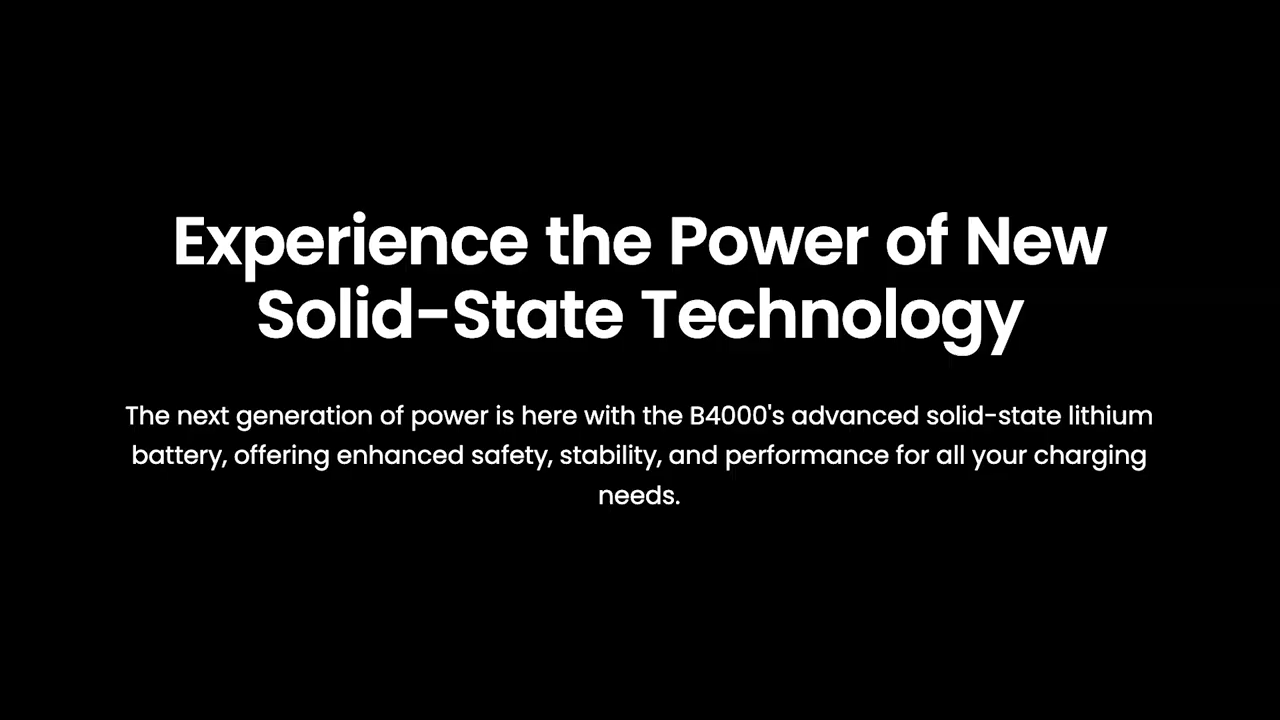 Experience the Power of New
Solid-State Technology
The next generation of power is here with the B4000's advanced solid-state lithium
battery, offering enhanced safety, stability, and performance for all your charging
needs.